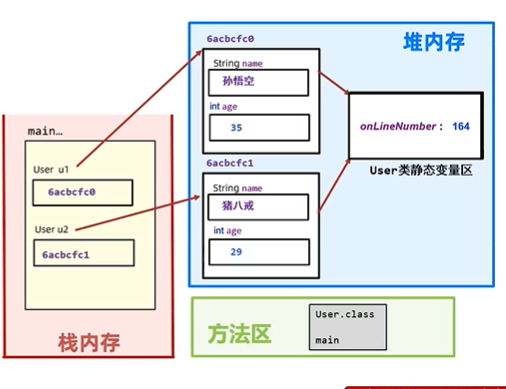 6acbcfc0
堆内存
String name
孙悟空
int age
35
onLineNumber： 164
User类静态变量区
6acbcfc1
String name
猪八戒
int age
29
main…
User u1
6acbcfc0
User u2
6acbcfc1
栈内存
方法区
User.class
main